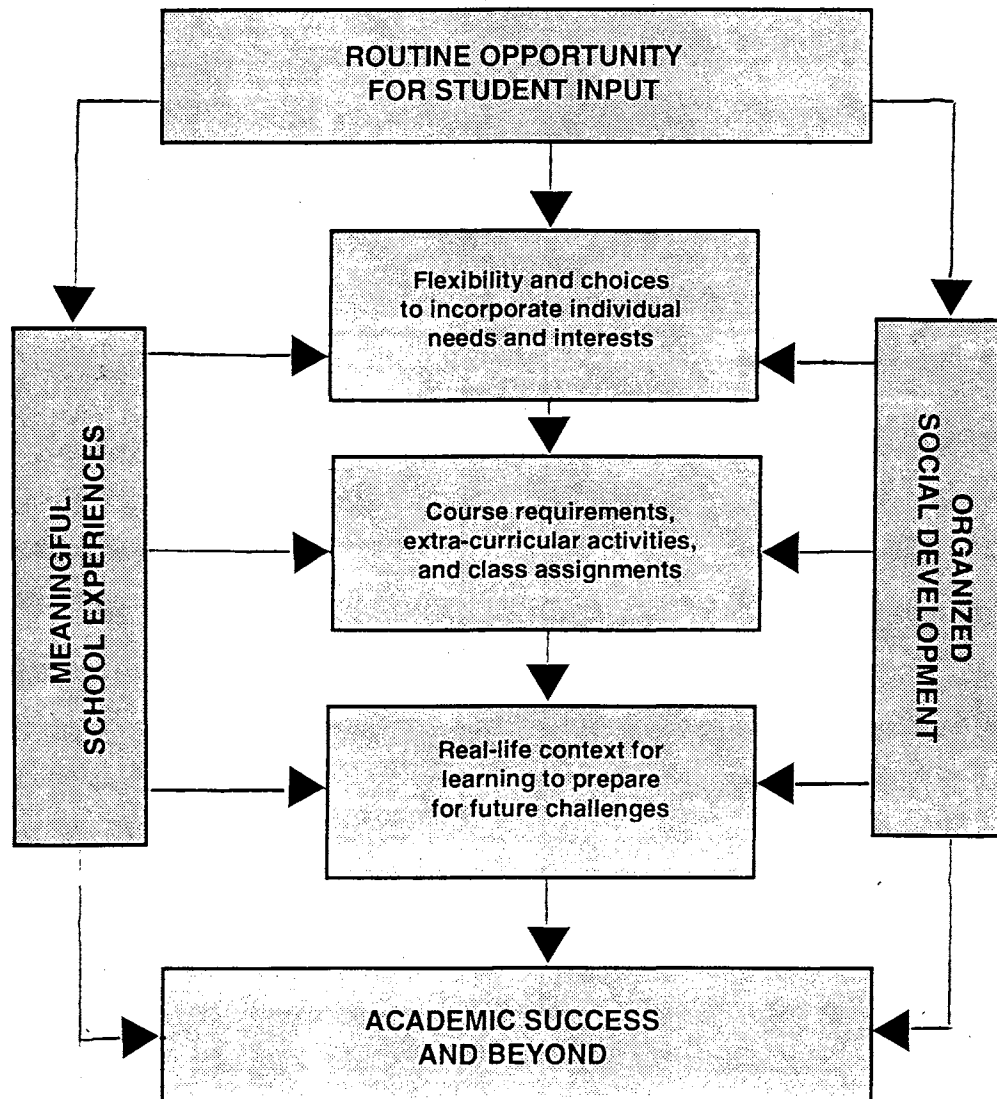 ROUTINE OPPORTUNITY
FOR STUDENT INPUT
Flexibility and choices
to incorporate individual
needs and interests
MEANINGFUL
SCHOOL EXPERIENCES
ORGANIZED
SOCIAL DEVELOPMENT
Course requirements,
extra-curricular activities,
and class assignments
Real-life context for
learning to prepare
for future challenges
ACADEMIC SUCCESS
AND BEYOND